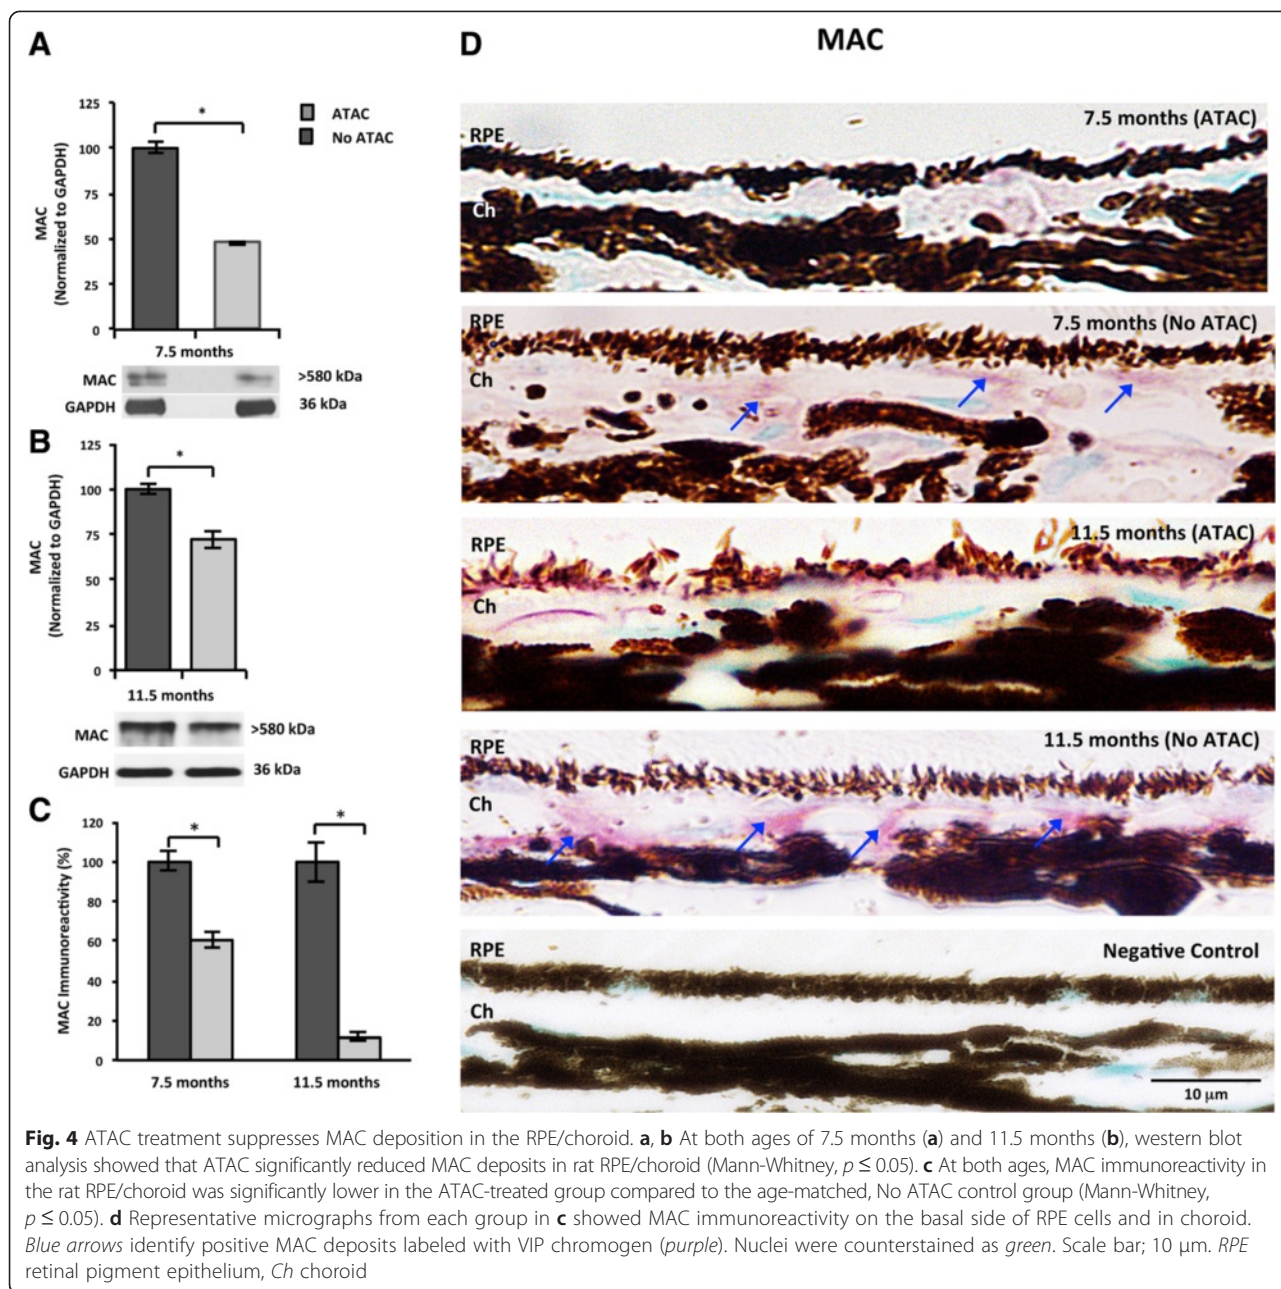 A
125
100
75
50
25
0
MAC
(Normalized to GAPDH)
*
ATAC
No ATAC
7.5 months
MAC
>580 kDa
GAPDH
36 kDa
B
125
100
75
50
25
0
MAC
(Normalized to GAPDH)
*
11.5 months
MAC
>580 kDa
GAPDH
36 kDa
C
120
100
80
60
40
20
0
MAC Immunoreactivity (%)
*
*
7.5 months
11.5 months
D
MAC
RPE
7.5 months (ATAC)
Ch
RPE
7.5 months (No ATAC)
Ch
RPE
11.5 months (ATAC)
Ch
RPE
11.5 months (No ATAC)
Ch
RPE
Negative Control
Ch
10 μm
Fig. 4 ATAC treatment suppresses MAC deposition in the RPE/choroid. a, b At both ages of 7.5 months (a) and 11.5 months (b), western blot
analysis showed that ATAC significantly reduced MAC deposits in rat RPE/choroid (Mann-Whitney, p ≤ 0.05). c At both ages, MAC immunoreactivity in
the rat RPE/choroid was significantly lower in the ATAC-treated group compared to the age-matched, No ATAC control group (Mann-Whitney,
p ≤ 0.05). d Representative micrographs from each group in c showed MAC immunoreactivity on the basal side of RPE cells and in choroid.
Blue arrows identify positive MAC deposits labeled with VIP chromogen (purple). Nuclei were counterstained as green. Scale bar; 10 μm. RPE
retinal pigment epithelium, Ch choroid